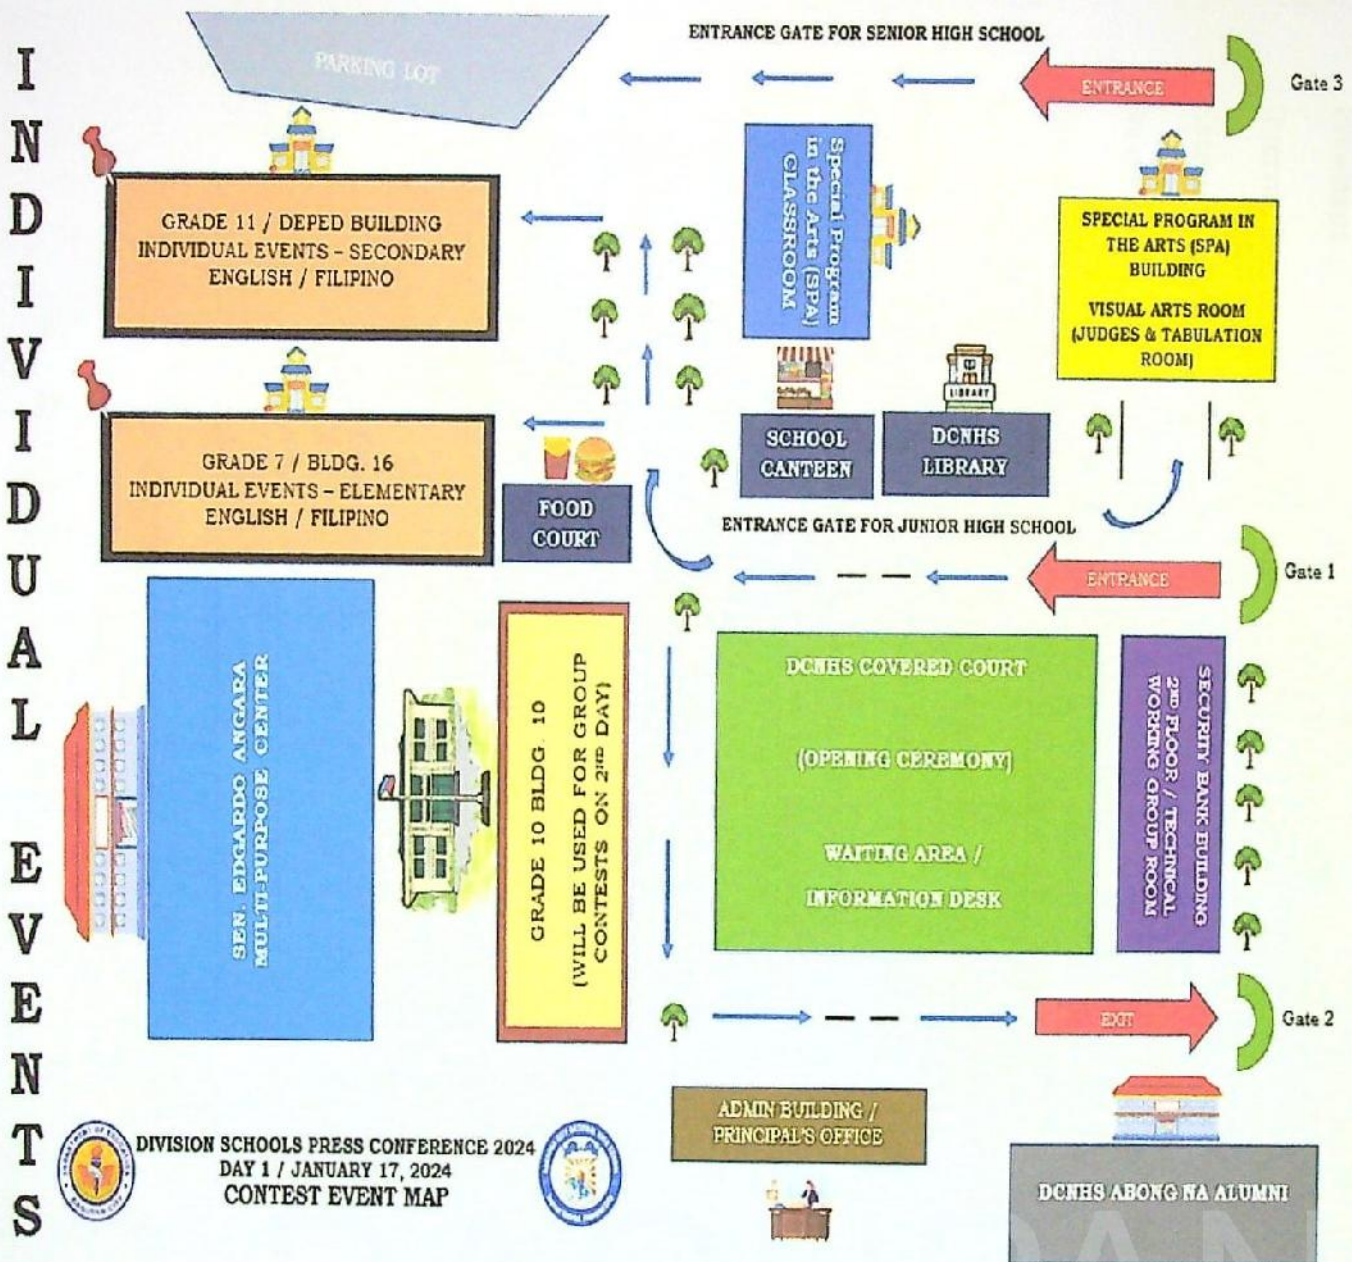 INDIVIDUAL EVENTS
PARKING LOT
ENTRANCE GATE FOR SENIOR HIGH SCHOOL
ENTRANCE
Gate 3
GRADE 11 / DEPED BUILDING
INDIVIDUAL EVENTS - SECONDARY
ENGLISH / FILIPINO
Special Program
in the Arts (SPA)
CLASSROOM
SPECIAL PROGRAM IN
THE ARTS (SPA)
BUILDING
VISUAL ARTS ROOM
(JUDGES & TABULATION
ROOM)
GRADE 7 / BLDG. 16
INDIVIDUAL EVENTS - ELEMENTARY
ENGLISH / FILIPINO
FOOD
COURT
SCHOOL
CANTEEN
LIBRARY
DCNHS
LIBRARY
ENTRANCE GATE FOR JUNIOR HIGH SCHOOL
ENTRANCE
Gate 1
SEN. EDGARDO ANGARA
MULTI-PURPOSE CENTER
GRADE 10 BLDG. 10
(WILL BE USED FOR GROUP
CONTESTS ON 2ND DAY)
DCNHS COVERED COURT
(OPENING CEREMONY)
WAITING AREA /
INFORMATION DESK
SECURITY BANK BUILDING
2ND FLOOR / TECHNICAL
WORKING GROUP ROOM
EXIT
Gate 2
ADMIN BUILDING /
PRINCIPAL'S OFFICE
DCNHS ABONG NA ALUMNI
DIVISION SCHOOLS PRESS CONFERENCE 2024
DAY 1 / JANUARY 17, 2024
CONTEST EVENT MAP